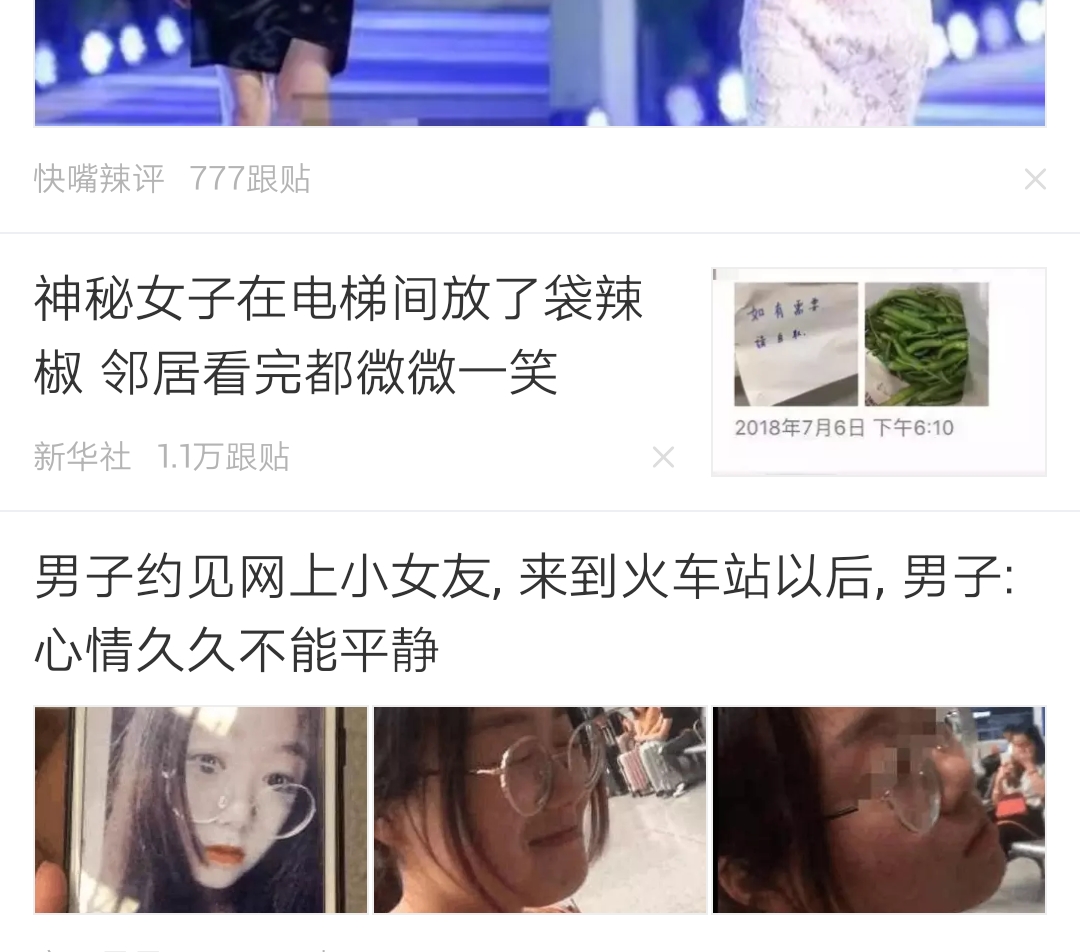 快嘴辣评 777跟贴
神秘女子在电梯间放了袋辣
椒 邻居看完都微微一笑
新华社 1.1万跟贴
如有需要
请自取.
2018年7月6日 下午6:10
男子约见网上小女友, 来到火车站以后, 男子:
心情久久不能平静